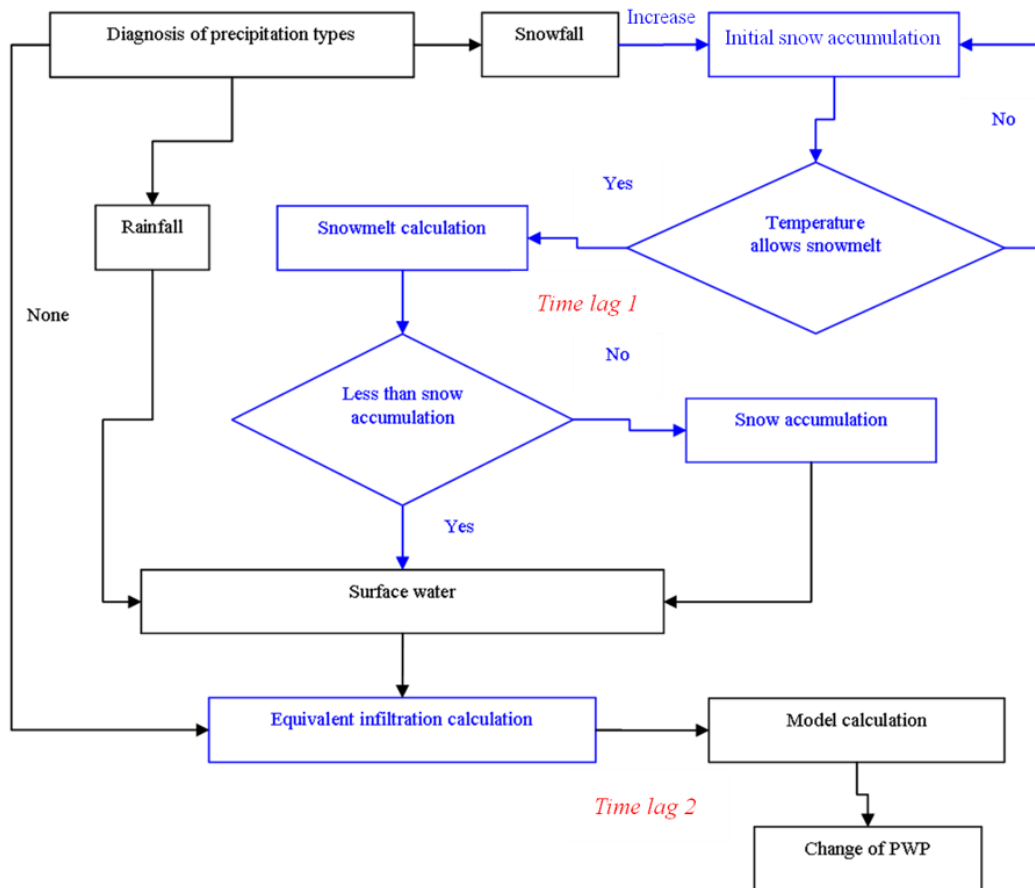 Diagnosis of precipitation types
Snowfall
Increase
Initial snow accumulation
No
Yes
Rainfall
Snowmelt calculation
Temperature
allows snowmelt
None
Time lag 1
No
Less than snow
accumulation
Snow accumulation
Yes
Surface water
Equivalent infiltration calculation
Model calculation
Time lag 2
Change of PWP